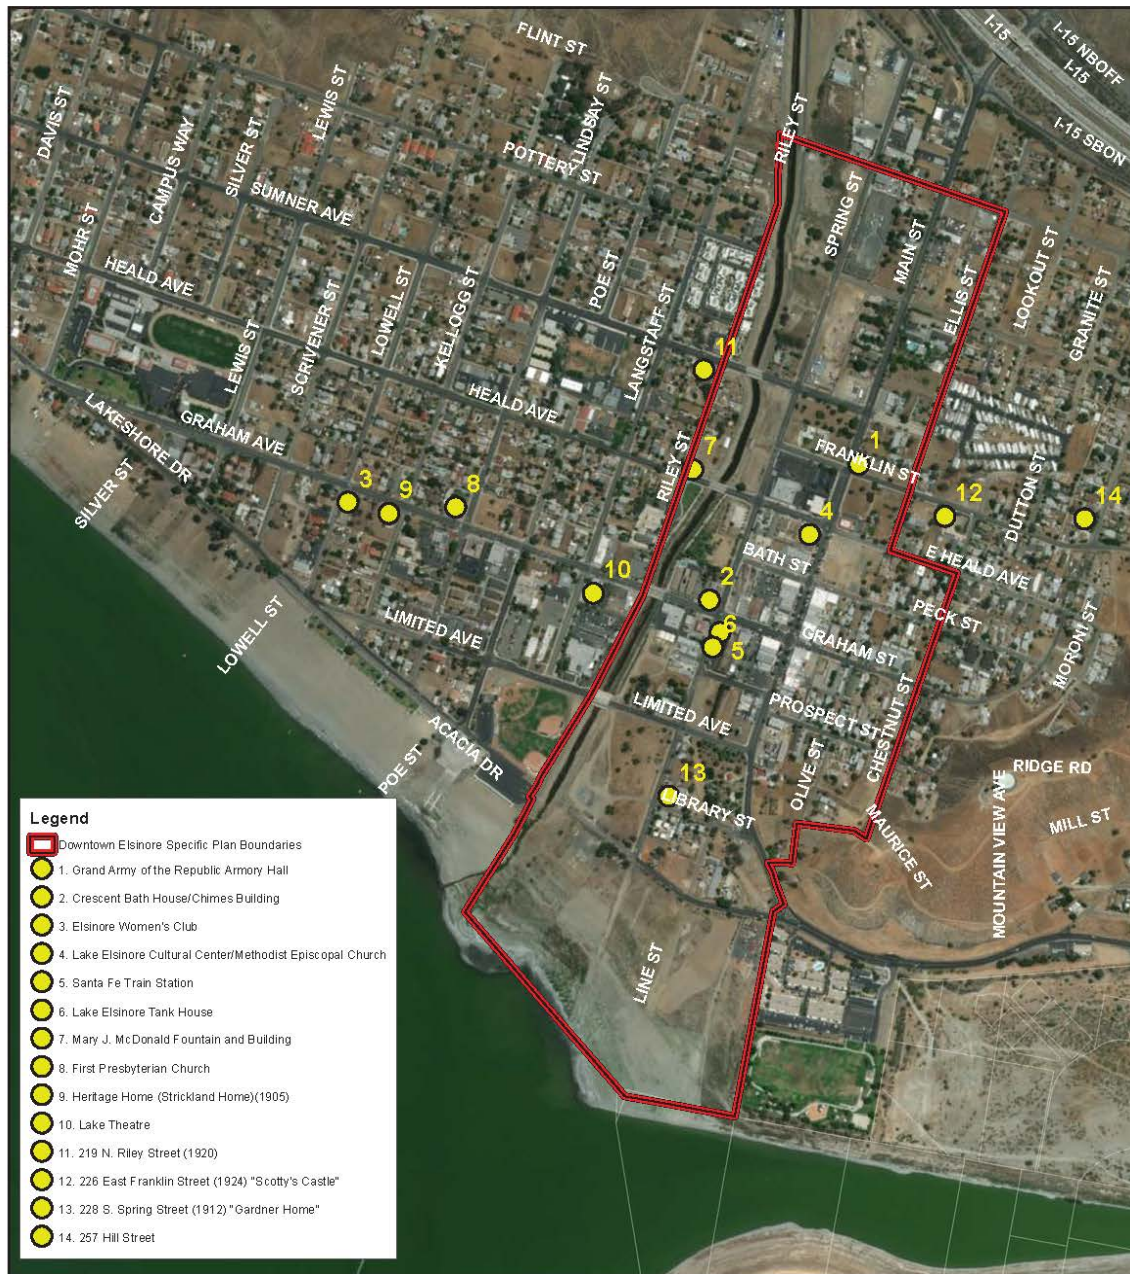 FLINT ST
I-15
I-15 NBOFF
I-15
I-15 SBON
DAVIS ST
CAMPUS WAY
SILVER ST
LEWIS ST
LINDSAY ST
RILEY ST
POTTERY ST
SUMNER AVE
MOHR ST
SPRING ST
MAIN ST
ELLIS ST
LOOKOUT ST
GRANITE ST
HEALD AVE
POE ST
LANGSTAFF ST
KELLOGG ST
LOWELL ST
SCRIVENER ST
LEWIS ST
11
HEALD AVE
GRAHAM AVE
LAKESHORE DR
SILVER ST
RILEY ST
7
1
FRANKLIN ST
3
9
8
4
12
DUTTON ST
14
BATH ST
E HEALD AVE
10
2
PECK ST
LOWELL ST
LIMITED AVE
6
5
GRAHAM ST
MORONI ST
LIMITED AVE
PROSPECT ST
CHESTNUT ST
ACACIA DR
POE ST
OLIVE ST
13
LIBRARY ST
MAURICE ST
MOUNTAIN VIEW AVE
RIDGE RD
MILL ST
LINE ST
Legend
Downtown Elsinore Specific Plan Boundaries
1. Grand Army of the Republic Armory Hall
2. Crescent Bath House/Chimes Building
3. Elsinore Women's Club
4. Lake Elsinore Cultural Center/Methodist Episcopal Church
5. Santa Fe Train Station
6. Lake Elsinore Tank House
7. Mary J. McDonald Fountain and Building
8. First Presbyterian Church
9. Heritage Home (Strickland Home)(1905)
10. Lake Theatre
11. 219 N. Riley Street (1920)
12. 226 East Franklin Street (1924) "Scotty's Castle"
13. 228 S. Spring Street (1912) "Gardner Home"
14. 257 Hill Street